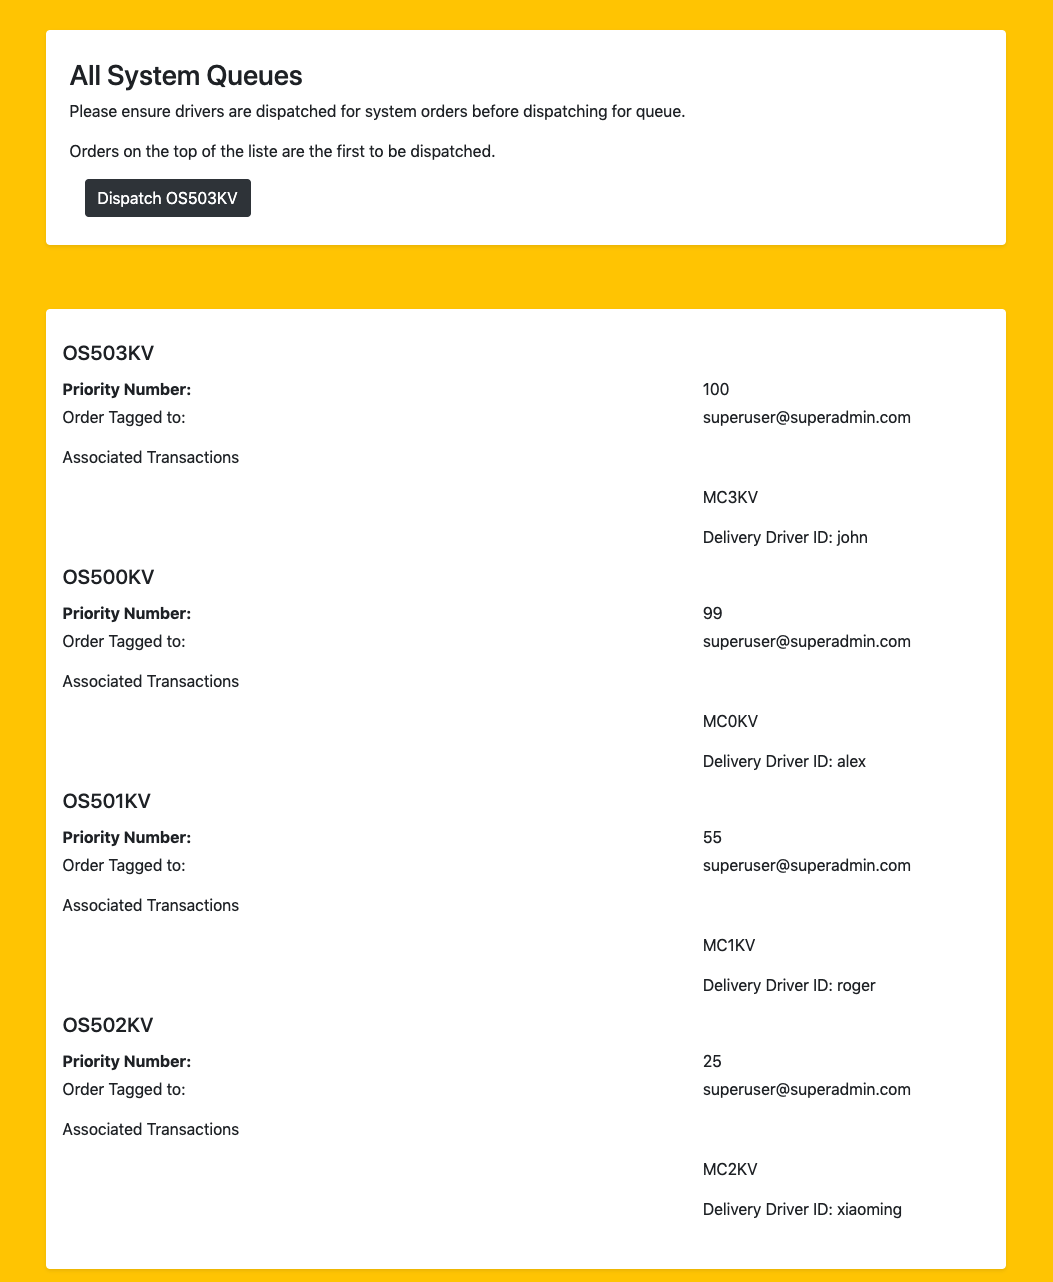 All System Queues
Please ensure drivers are dispatched for system orders before dispatching for queue.
Orders on the top of the liste are the first to be dispatched.
Dispatch OS503KV
OS503KV
Priority Number: 100
Order Tagged to: superuser@superadmin.com
Associated Transactions
MC3KV
Delivery Driver ID: john
OS500KV
Priority Number: 99
Order Tagged to: superuser@superadmin.com
Associated Transactions
MC0KV
Delivery Driver ID: alex
OS501KV
Priority Number: 55
Order Tagged to: superuser@superadmin.com
Associated Transactions
MC1KV
Delivery Driver ID: roger
OS502KV
Priority Number: 25
Order Tagged to: superuser@superadmin.com
Associated Transactions
MC2KV
Delivery Driver ID: xiaoming